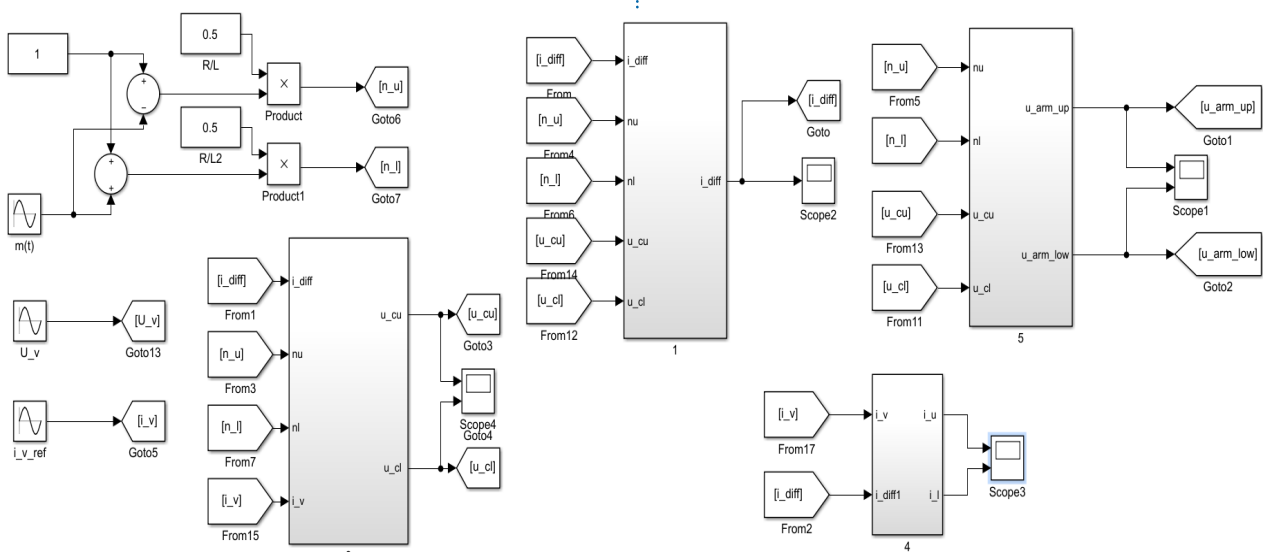 1
0.5
R/L
+
−
×
Product
[n_u]
Goto6
0.5
R/L2
+
+
×
Product1
[n_l]
Goto7
m(t)
U_v
[U_v]
Goto13
i_v_ref
[i_v]
Goto5
[i_diff]
From1
[n_u]
From3
[n_l]
From7
[i_v]
From15
i_diff
nu
nl
i_v
u_cu
u_cl
[u_cu]
Goto3
Scope4
Goto4
[u_cl]
[i_diff]
From
[n_u]
From4
[n_l]
From6
[u_cu]
From14
[u_cl]
From12
i_diff
nu
nl
u_cu
u_cl
i_diff
1
[i_diff]
Goto
Scope2
[n_u]
From5
[n_l]
[u_cu]
From13
[u_cl]
From11
nu
nl
u_cu
u_cl
u_arm_up
u_arm_low
5
[u_arm_up]
Goto1
Scope1
[u_arm_low]
Goto2
[i_v]
From17
[i_diff]
From2
i_v
i_diff1
i_u
i_l
4
Scope3